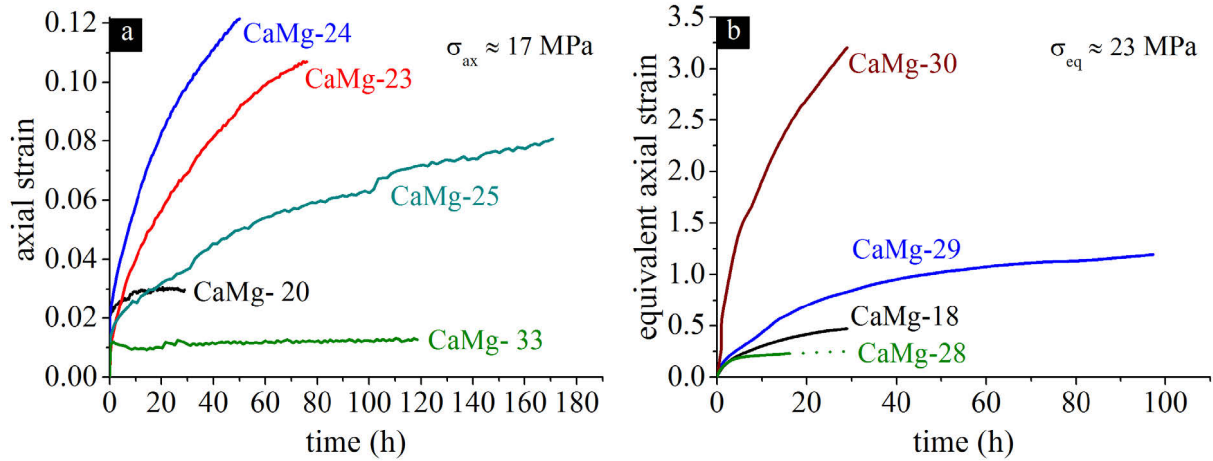 a
σax ≈ 17 MPa
CaMg-24
CaMg-23
CaMg-25
CaMg- 20
CaMg- 33
axial strain
0.12
0.10
0.08
0.06
0.04
0.02
0.00
0 20 40 60 80 100 120 140 160 180
time (h)
b
σeq ≈ 23 MPa
CaMg-30
CaMg-29
CaMg-18
CaMg-28
equivalent axial strain
3.5
3.0
2.5
2.0
1.5
1.0
0.5
0.0
0 20 40 60 80 100
time (h)